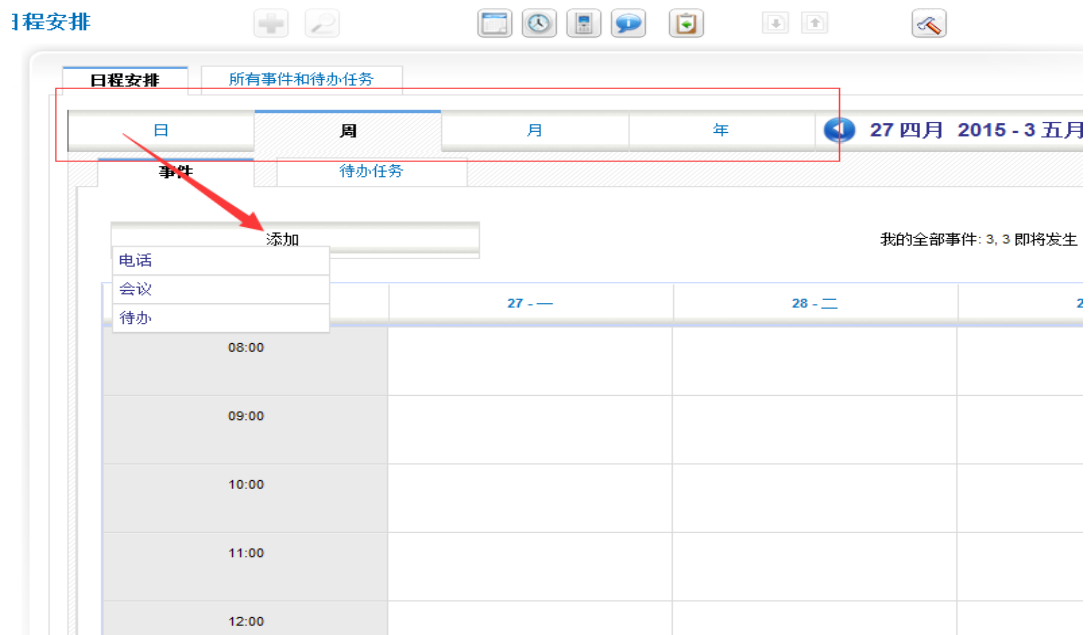 日程安排
日程安排 所有事件和待办任务
日 周 月 年 27 四月 2015 - 3 五月
事件 待办任务
添加 我的全部事件: 3, 3 即将发生
电话
会议
待办
27 - 一 28 - 二 2
08:00
09:00
10:00
11:00
12:00